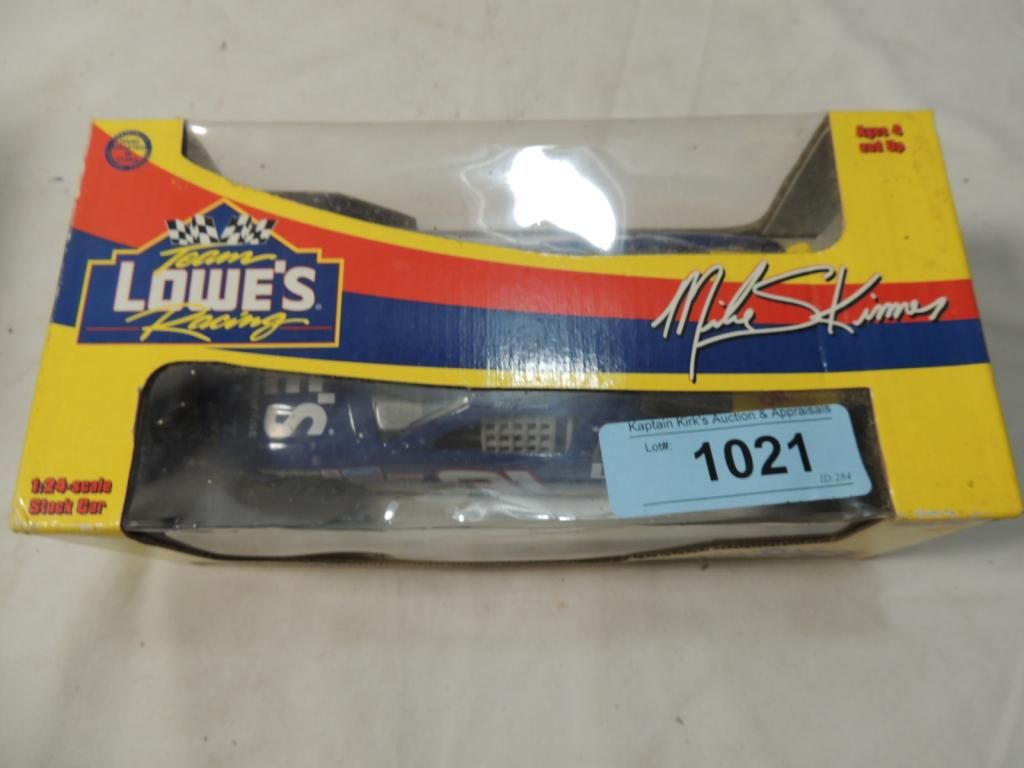 Ages 4
and Up
Team
LOWE'S
Racing
Mike Skinner
Kaptain Kirk's Auction & Appraisals
Lot#:
1021
ID: 284
1:24-scale
Stock Car